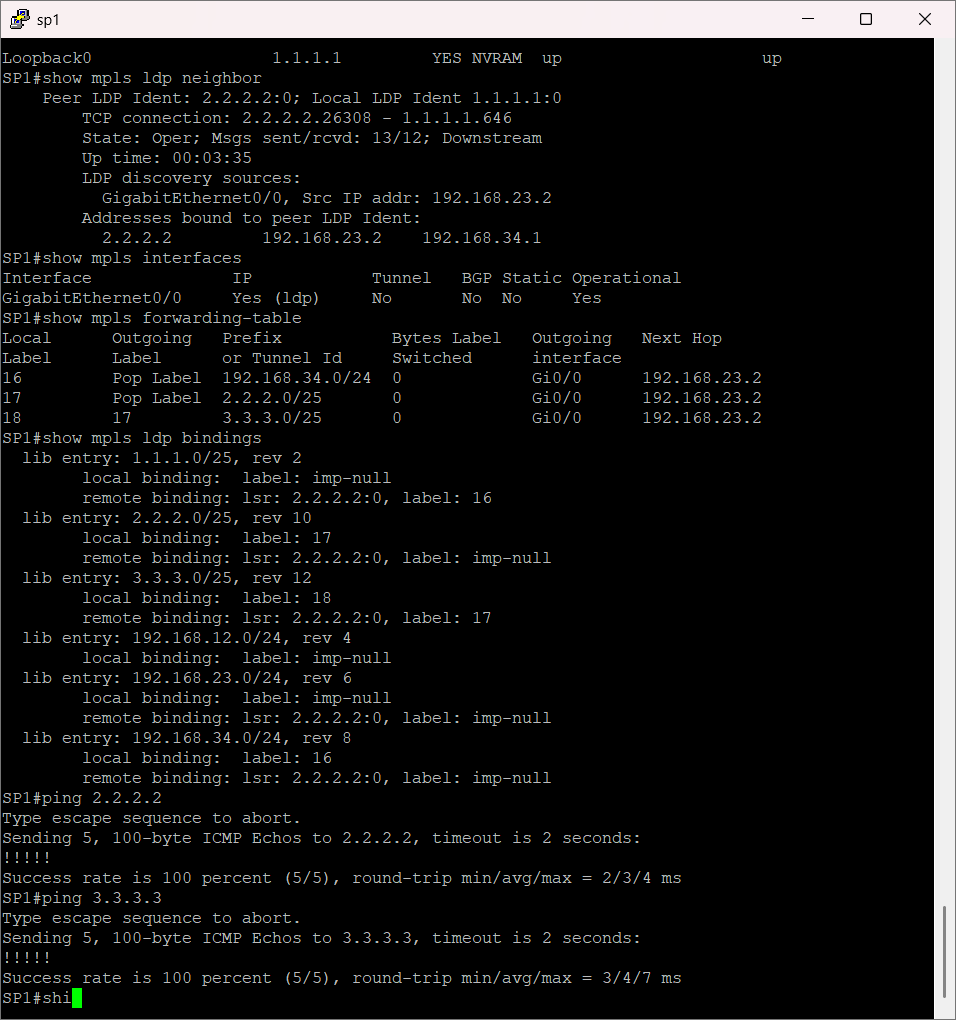 sp1
Loopback0                  1.1.1.1         YES NVRAM  up                    up
SP1#show mpls ldp neighbor
    Peer LDP Ident: 2.2.2.2:0; Local LDP Ident 1.1.1.1:0
        TCP connection: 2.2.2.2.26308 - 1.1.1.1.646
        State: Oper; Msgs sent/rcvd: 13/12; Downstream
        Up time: 00:03:35
        LDP discovery sources:
          GigabitEthernet0/0, Src IP addr: 192.168.23.2
        Addresses bound to peer LDP Ident:
          2.2.2.2         192.168.23.2    192.168.34.1
SP1#show mpls interfaces
Interface              IP            Tunnel   BGP Static Operational
GigabitEthernet0/0     Yes (ldp)     No       No  No     Yes
SP1#show mpls forwarding-table
Local      Outgoing   Prefix           Bytes Label   Outgoing   Next Hop
Label      Label      or Tunnel Id     Switched      interface
16         Pop Label  192.168.34.0/24  0             Gi0/0      192.168.23.2
17         Pop Label  2.2.2.0/25       0             Gi0/0      192.168.23.2
18         17         3.3.3.0/25       0             Gi0/0      192.168.23.2
SP1#show mpls ldp bindings
  lib entry: 1.1.1.0/25, rev 2
        local binding:  label: imp-null
        remote binding: lsr: 2.2.2.2:0, label: 16
  lib entry: 2.2.2.0/25, rev 10
        local binding:  label: 17
        remote binding: lsr: 2.2.2.2:0, label: imp-null
  lib entry: 3.3.3.0/25, rev 12
        local binding:  label: 18
        remote binding: lsr: 2.2.2.2:0, label: 17
  lib entry: 192.168.12.0/24, rev 4
        local binding:  label: imp-null
  lib entry: 192.168.23.0/24, rev 6
        local binding:  label: imp-null
        remote binding: lsr: 2.2.2.2:0, label: imp-null
  lib entry: 192.168.34.0/24, rev 8
        local binding:  label: 16
        remote binding: lsr: 2.2.2.2:0, label: imp-null
SP1#ping 2.2.2.2
Type escape sequence to abort.
Sending 5, 100-byte ICMP Echos to 2.2.2.2, timeout is 2 seconds:
!!!!!
Success rate is 100 percent (5/5), round-trip min/avg/max = 2/3/4 ms
SP1#ping 3.3.3.3
Type escape sequence to abort.
Sending 5, 100-byte ICMP Echos to 3.3.3.3, timeout is 2 seconds:
!!!!!
Success rate is 100 percent (5/5), round-trip min/avg/max = 3/4/7 ms
SP1#shi